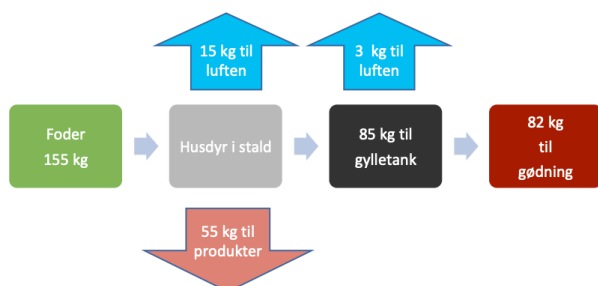 15 kg til
luften
3 kg til
luften
Foder
155 kg
Husdyr i stald
85 kg til
gylletank
82 kg
til
gødning
55 kg til
produkter